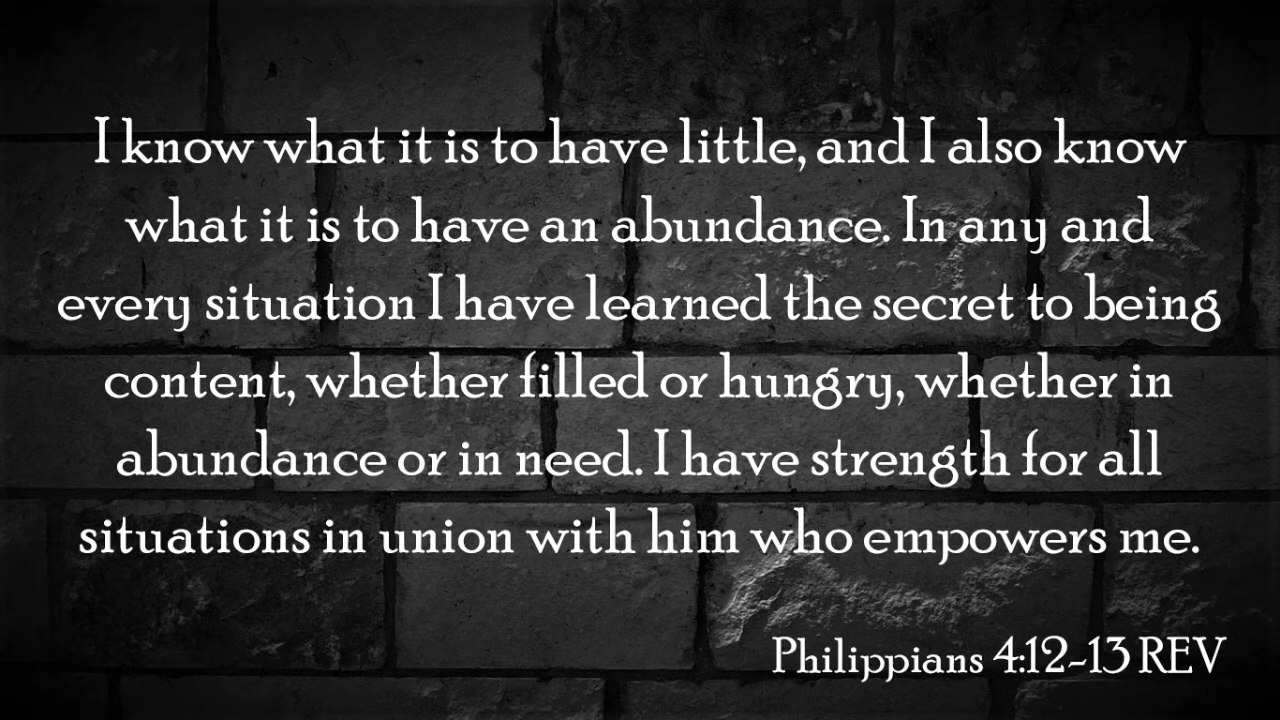 I know what it is to have little, and I also know
what it is to have an abundance. In any and
every situation I have learned the secret to being
content, whether filled or hungry, whether in
abundance or in need. I have strength for all
situations in union with him who empowers me.
Philippians 4:12-13 REV